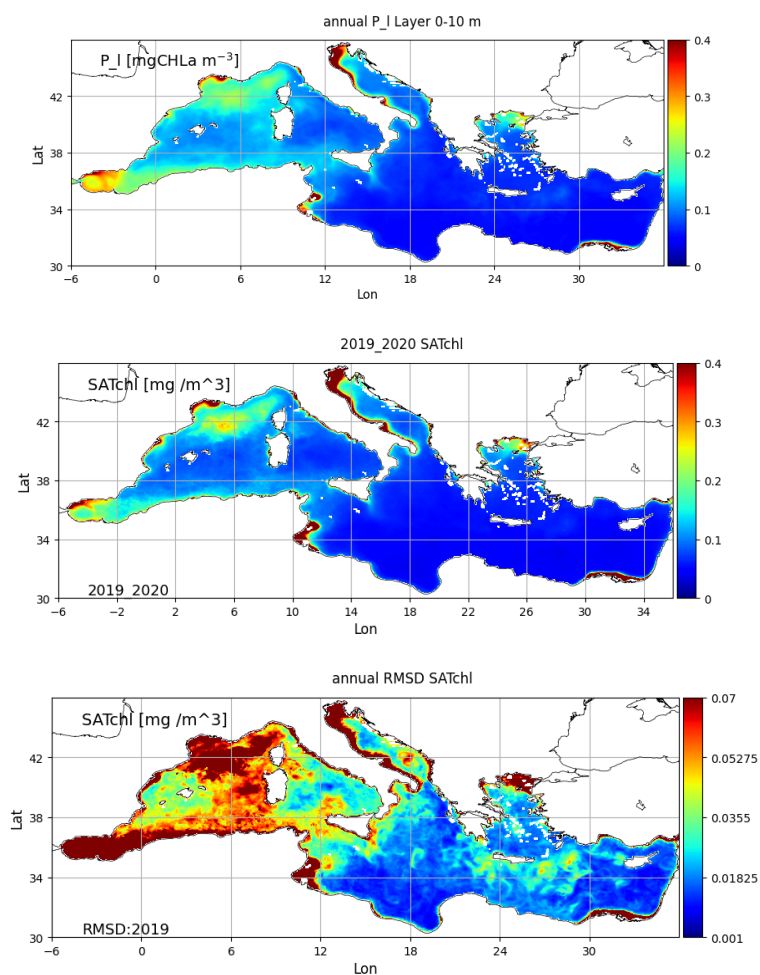 annual P_l Layer 0-10 m
P_l [mgCHLa m⁻³]
0.4
0.3
0.2
0.1
0
42
38
34
30
Lat
-6 0 6 12 18 24 30
Lon
2019_2020 SATchl
SATchl [mg /m^3]
0.4
0.3
0.2
0.1
0
42
38
34
30
Lat
2019_2020
−6 −2 2 6 10 14 18 22 26 30 34
Lon
annual RMSD SATchl
SATchl [mg /m^3]
0.07
0.05275
0.0355
0.01825
0.001
42
38
34
30
Lat
RMSD:2019
−6 0 6 12 18 24 30
Lon